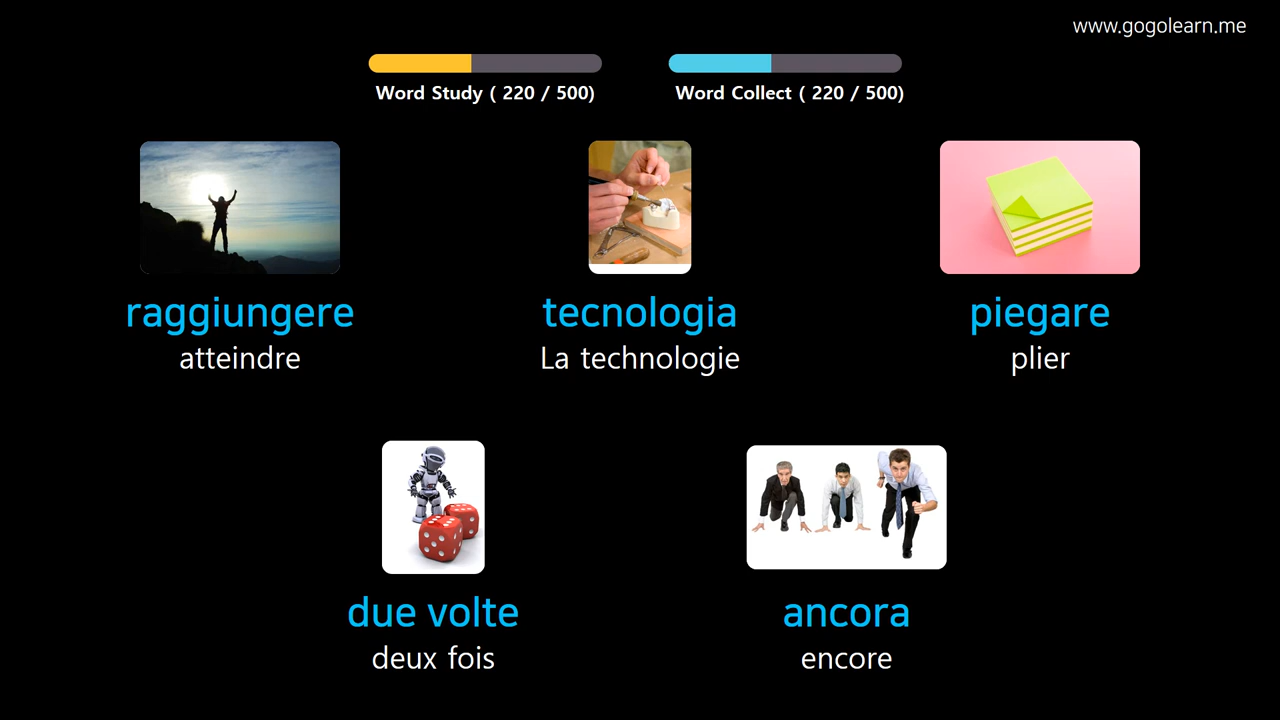 www.gogolearn.me
Word Study ( 220 / 500)
Word Collect ( 220 / 500)
raggiungere
atteindre
tecnologia
La technologie
piegare
plier
due volte
deux fois
ancora
encore